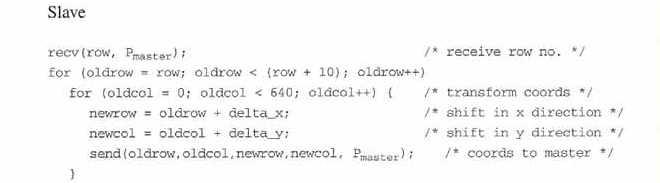 Slave
recv(row, Pmaster); /* receive row no. */
for (oldrow = row; oldrow < (row + 10); oldrow++)
for (oldcol = 0; oldcol < 640; oldcol++) { /* transform coords */
newrow = oldrow + delta_x; /* shift in x direction */
newcol = oldcol + delta_y; /* shift in y direction */
send(oldrow,oldcol,newrow,newcol, Pmaster); /* coords to master */
}